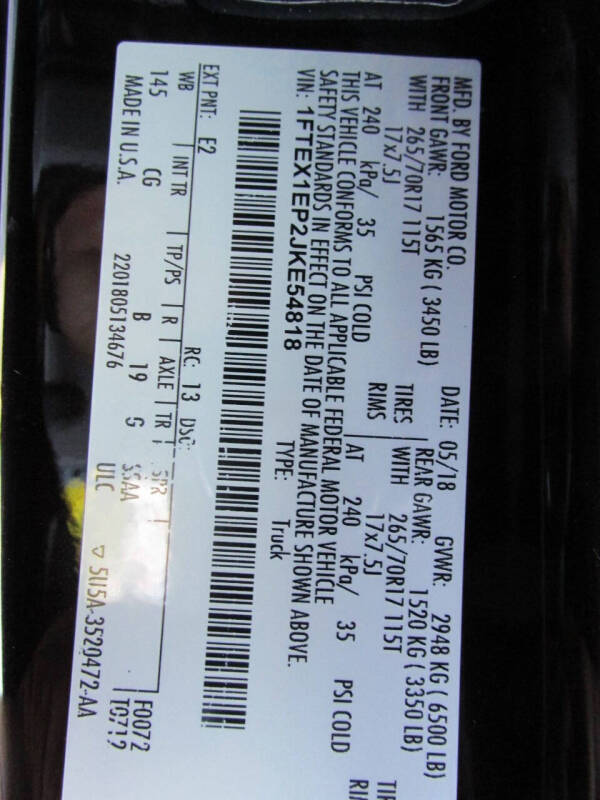 MFD. BY FORD MOTOR CO. DATE: 05/18 GVWR: 2948 KG ( 6500 LB)
FRONT GAWR: 1565 KG ( 3450 LB) REAR GAWR: 1520 KG ( 3350 LB)
WITH 265/70R17 115T TIRES WITH 265/70R17 115T TIR
17x7.5J RIMS 17x7.5J RI
AT 240 kPa/ 35 PSI COLD AT 240 kPa/ 35 PSI COLD
THIS VEHICLE CONFORMS TO ALL APPLICABLE FEDERAL MOTOR VEHICLE
SAFETY STANDARDS IN EFFECT ON THE DATE OF MANUFACTURE SHOWN ABOVE.
VIN: 1FTEX1EP2JKE54818 TYPE: Truck
EXT PNT: E2 RC: 13 DSO:
WB INT TR TP/PS R AXLE TR SPR
145 CG B 19 G SSAA
F0072
T0719
MADE IN U.S.A. 2201805134676 ULC ▽ 5U5A-3520472-AA